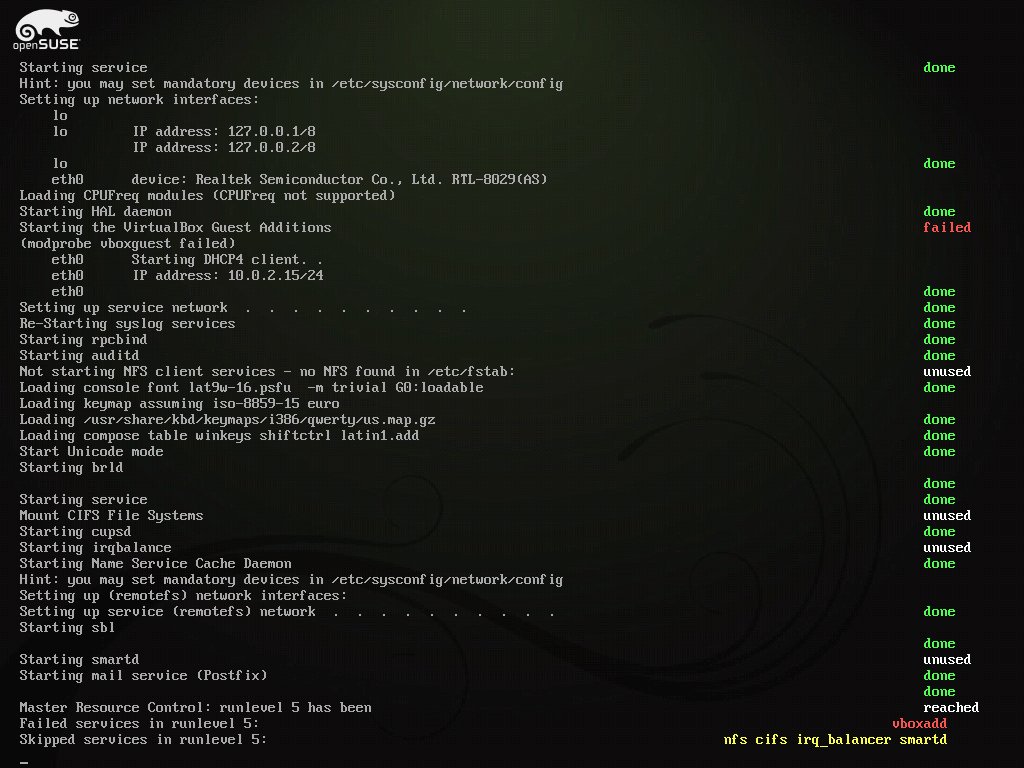 openSUSE
Starting service done
Hint: you may set mandatory devices in /etc/sysconfig/network/config
Setting up network interfaces:
lo
lo IP address: 127.0.0.1/8
IP address: 127.0.0.2/8
lo done
eth0 device: Realtek Semiconductor Co., Ltd. RTL-8029(AS)
Loading CPUFreq modules (CPUFreq not supported)
Starting HAL daemon done
Starting the VirtualBox Guest Additions failed
(modprobe vboxguest failed)
eth0 Starting DHCP4 client. .
eth0 IP address: 10.0.2.15/24
eth0 done
Setting up service network . . . . . . . . . . done
Re-Starting syslog services done
Starting rpcbind done
Starting auditd done
Not starting NFS client services - no NFS found in /etc/fstab: unused
Loading console font lat9w-16.psfu -m trivial G0:loadable done
Loading keymap assuming iso-8859-15 euro
Loading /usr/share/kbd/keymaps/i386/qwerty/us.map.gz done
Loading compose table winkeys shiftctrl latin1.add done
Start Unicode mode done
Starting brld
done
Starting service done
Mount CIFS File Systems unused
Starting cupsd done
Starting irqbalance unused
Starting Name Service Cache Daemon done
Hint: you may set mandatory devices in /etc/sysconfig/network/config
Setting up (remotefs) network interfaces:
Setting up service (remotefs) network . . . . . . . . . . done
Starting sbl
done
Starting smartd unused
Starting mail service (Postfix) done
done
Master Resource Control: runlevel 5 has been reached
Failed services in runlevel 5: vboxadd
Skipped services in runlevel 5: nfs cifs irq_balancer smartd
_